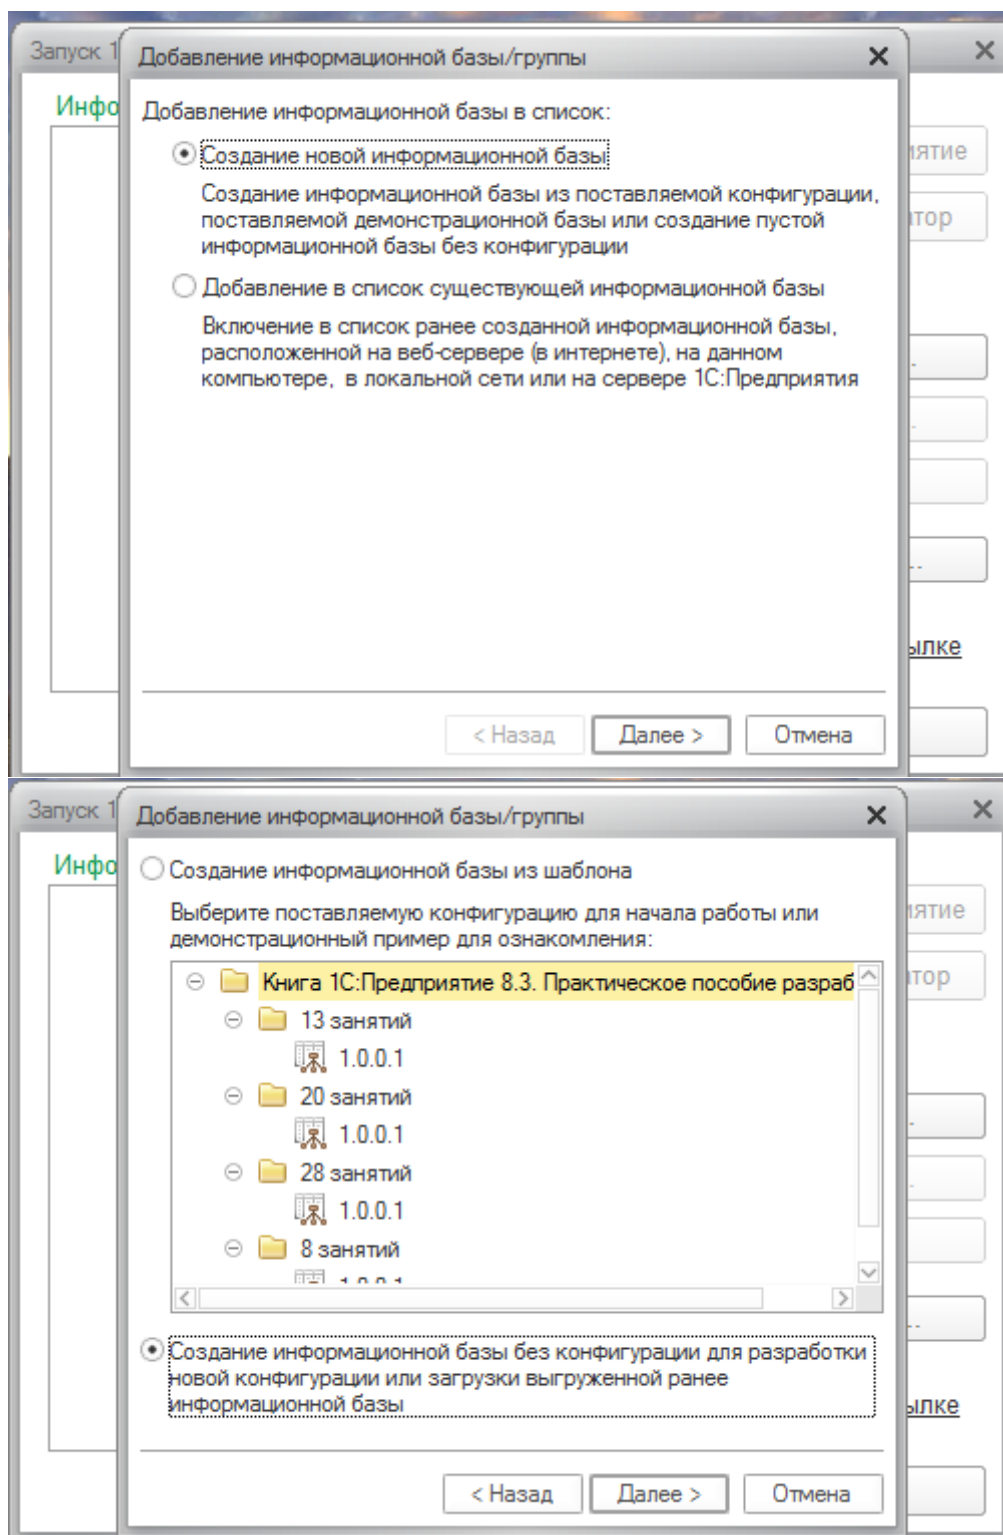 Запуск 1
Добавление информационной базы/группы
Инфо
Добавление информационной базы в список:
Создание новой информационной базы
Создание информационной базы из поставляемой конфигурации,
поставляемой демонстрационной базы или создание пустой
информационной базы без конфигурации
Добавление в список существующей информационной базы
Включение в список ранее созданной информационной базы,
расположенной на веб-сервере (в интернете), на данном
компьютере, в локальной сети или на сервере 1С:Предприятия
иятие
тор
ылке
< Назад
Далее >
Отмена
Запуск 1
Добавление информационной базы/группы
Инфо
Создание информационной базы из шаблона
Выберите поставляемую конфигурацию для начала работы или
демонстрационный пример для ознакомления:
Книга 1С:Предприятие 8.3. Практическое пособие разраб
13 занятий
1.0.0.1
20 занятий
1.0.0.1
28 занятий
1.0.0.1
8 занятий
1.0.0.1
Создание информационной базы без конфигурации для разработки
новой конфигурации или загрузки выгруженной ранее
информационной базы
иятие
тор
ылке
< Назад
Далее >
Отмена